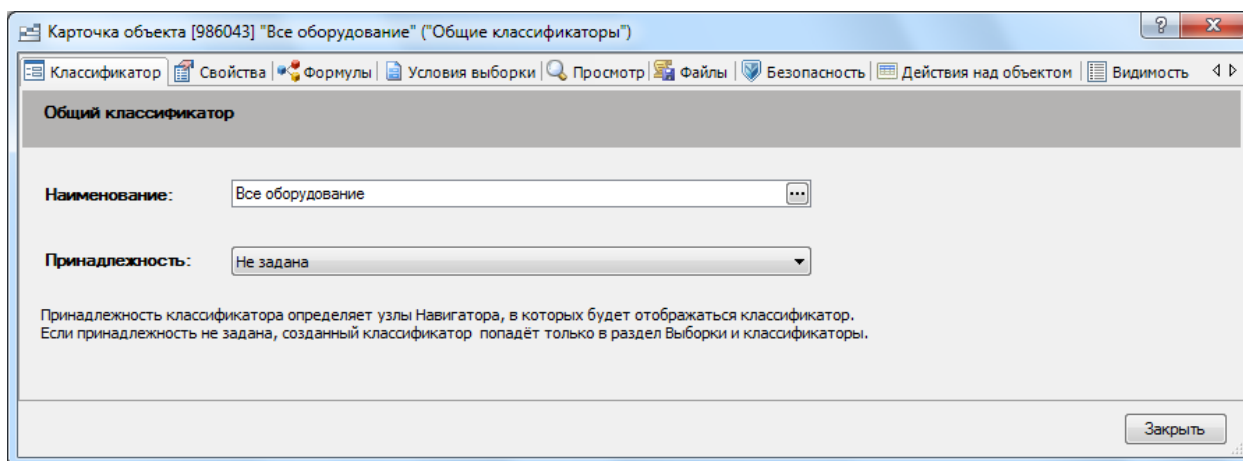 Карточка объекта [986043] "Все оборудование" ("Общие классификаторы")
Классификатор Свойства Формулы Условия выборки Просмотр Файлы Безопасность Действия над объектом Видимость
Общий классификатор
Наименование: Все оборудование
Принадлежность: Не задана
Принадлежность классификатора определяет узлы Навигатора, в которых будет отображаться классификатор.
Если принадлежность не задана, созданный классификатор попадёт только в раздел Выборки и классификаторы.
Закрыть